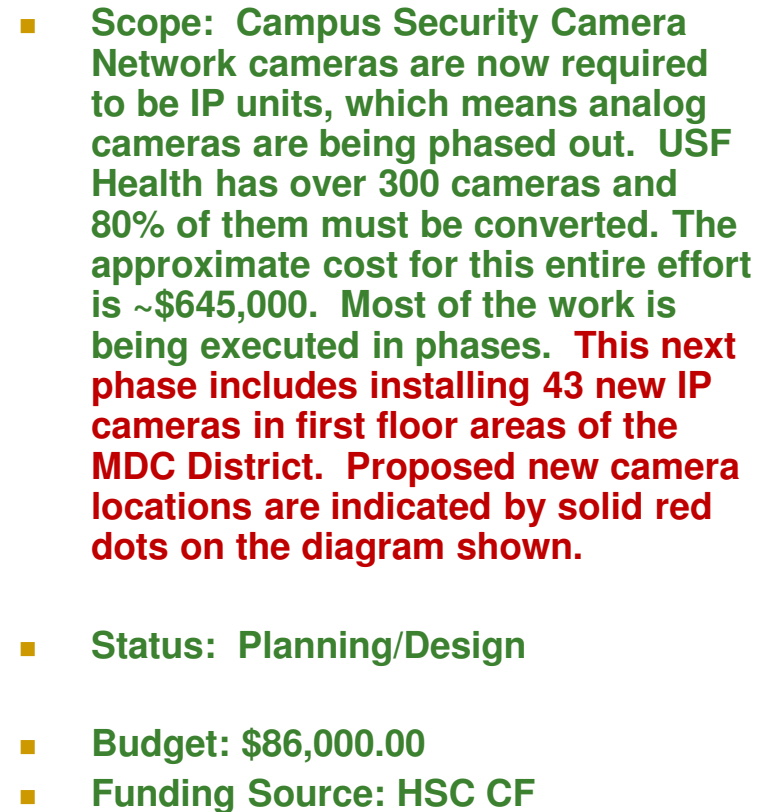 Scope: Campus Security Camera
Network cameras are now required
to be IP units, which means analog
cameras are being phased out. USF
Health has over 300 cameras and
80% of them must be converted. The
approximate cost for this entire effort
is ~$645,000. Most of the work is
being executed in phases. This next
phase includes installing 43 new IP
cameras in first floor areas of the
MDC District. Proposed new camera
locations are indicated by solid red
dots on the diagram shown.
Status: Planning/Design
Budget: $86,000.00
Funding Source: HSC CF